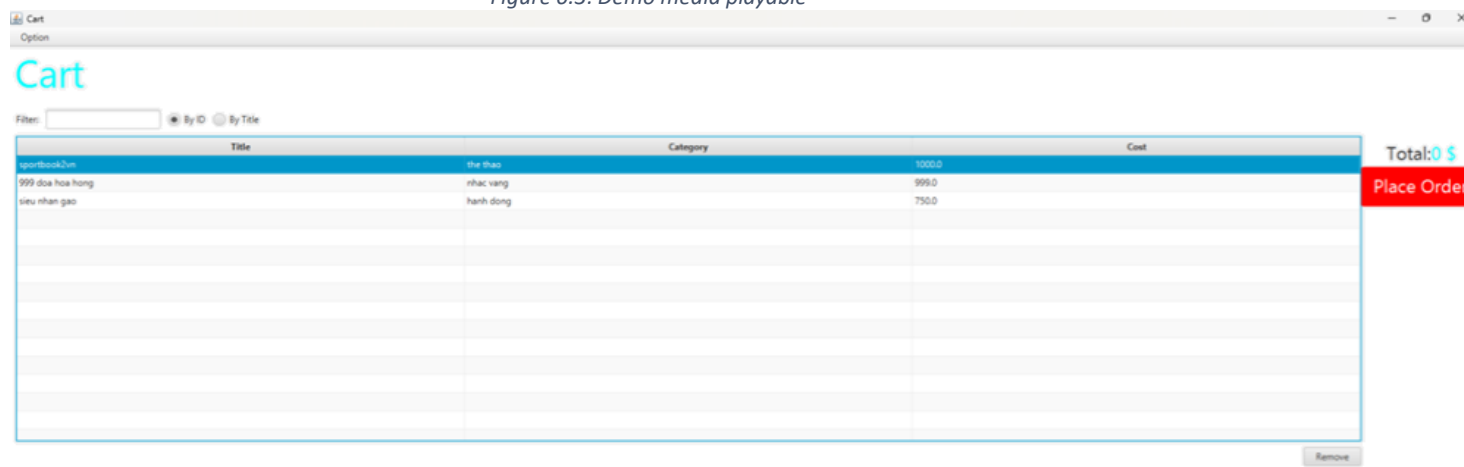 Figure 6.3: Demo media playable
Cart
Option
Cart
Filter: By ID By Title
Title Category Cost
sportbook2vn the thao 1000.0
999 doa hoa hong nhac vang 999.0
sieu nhan gao hanh dong 750.0
Total:0 $
Place Order
Remove